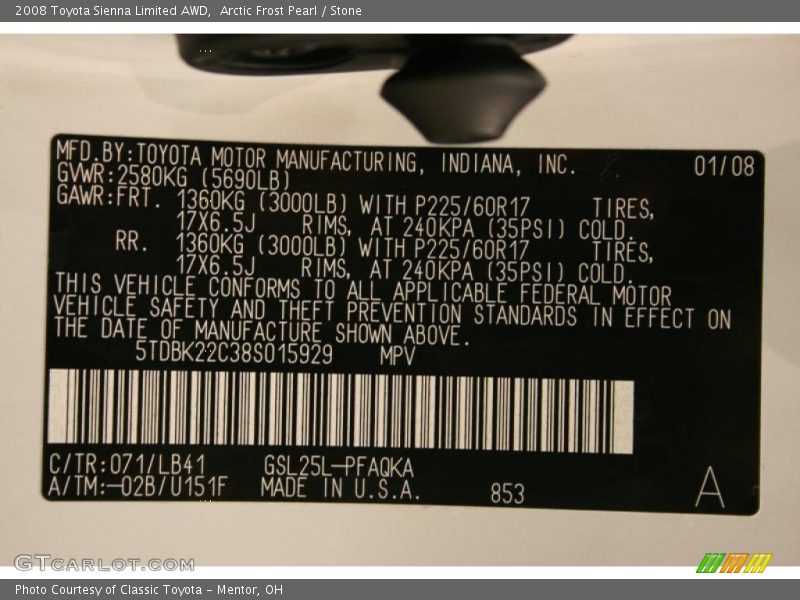 2008 Toyota Sienna Limited AWD,  Arctic Frost Pearl / Stone
MFD.BY:TOYOTA MOTOR MANUFACTURING, INDIANA, INC. 01/08
GVWR:2580KG (5690LB)
GAWR:FRT. 1360KG (3000LB) WITH P225/60R17 TIRES,
17X6.5J RIMS, AT 240KPA (35PSI) COLD.
RR. 1360KG (3000LB) WITH P225/60R17 TIRES,
17X6.5J RIMS, AT 240KPA (35PSI) COLD.
THIS VEHICLE CONFORMS TO ALL APPLICABLE FEDERAL MOTOR
VEHICLE SAFETY AND THEFT PREVENTION STANDARDS IN EFFECT ON
THE DATE OF MANUFACTURE SHOWN ABOVE.
5TDBK22C38S015929 MPV
C/TR:071/LB41 GSL25L-PFAQKA
A/TM:-02B/U151F MADE IN U.S.A. 853 A
GTCARLOT.COM
Photo Courtesy of Classic Toyota - Mentor, OH